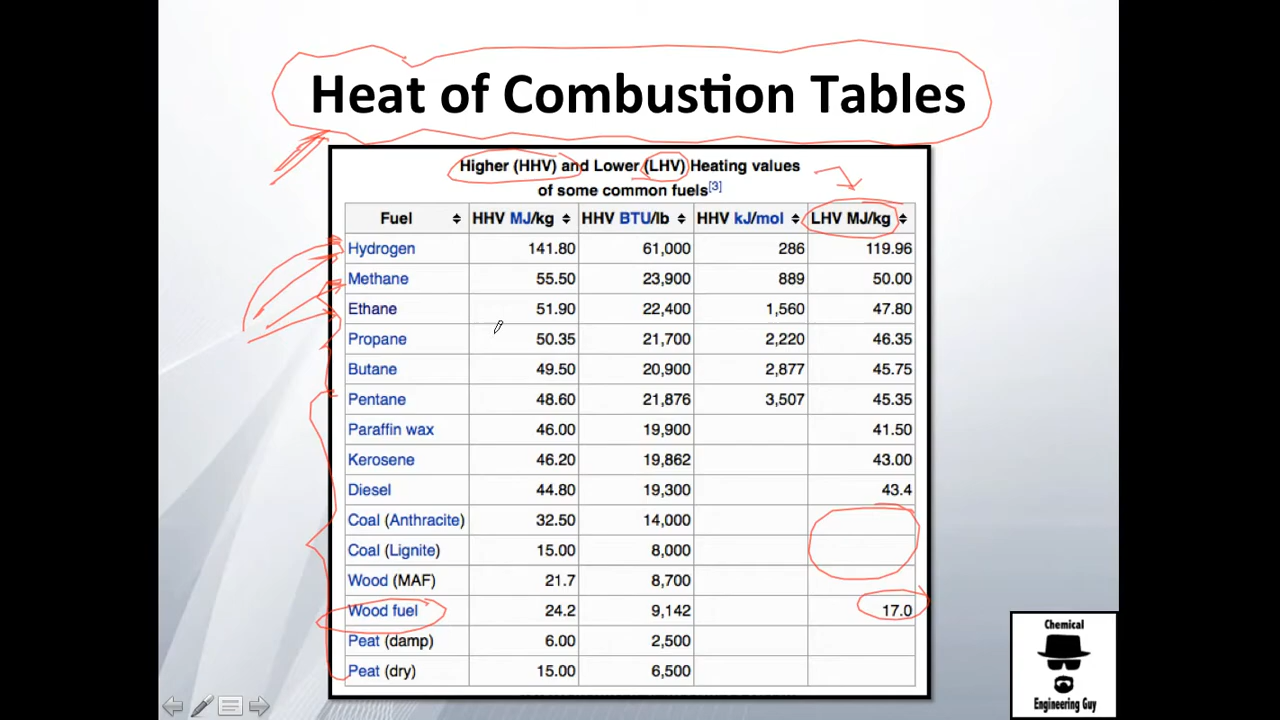 Heat of Combustion Tables
Higher (HHV) and Lower (LHV) Heating values
of some common fuels[3]
Fuel HHV MJ/kg HHV BTU/lb HHV kJ/mol LHV MJ/kg
Hydrogen 141.80 61,000 286 119.96
Methane 55.50 23,900 889 50.00
Ethane 51.90 22,400 1,560 47.80
Propane 50.35 21,700 2,220 46.35
Butane 49.50 20,900 2,877 45.75
Pentane 48.60 21,876 3,507 45.35
Paraffin wax 46.00 19,900 41.50
Kerosene 46.20 19,862 43.00
Diesel 44.80 19,300 43.4
Coal (Anthracite) 32.50 14,000
Coal (Lignite) 15.00 8,000
Wood (MAF) 21.7 8,700
Wood fuel 24.2 9,142 17.0
Peat (damp) 6.00 2,500
Peat (dry) 15.00 6,500
Chemical
Engineering Guy